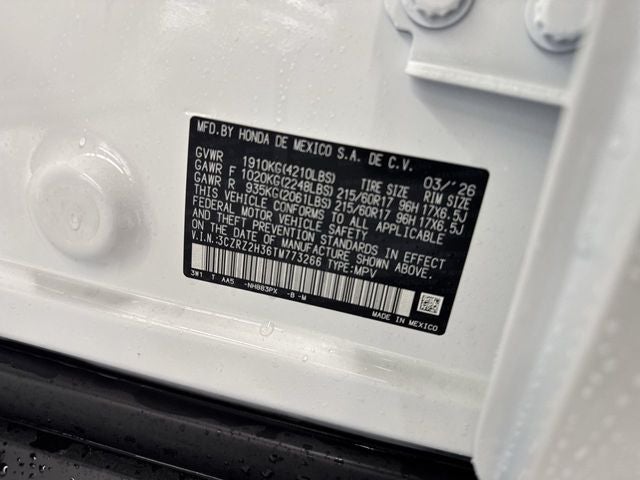 MFD.BY HONDA DE MEXICO S.A. DE C.V.
03/'26
GVWR 1910KG(4210LBS) TIRE SIZE RIM SIZE
GAWR F 1020KG(2248LBS) 215/60R17 96H 17X6.5J
GAWR R 935KG(2061LBS) 215/60R17 96H 17X6.5J
THIS VEHICLE CONFORMS TO ALL APPLICABLE
FEDERAL MOTOR VEHICLE SAFETY
THEFT PREVENTION STANDARDS IN EFFECT
ON THE DATE OF MANUFACTURE SHOWN ABOVE.
V.I.N.:3CZRZ2H36TM773266 TYPE:MPV
3W1 T AA5 -NH883PX -B -M
MADE IN MEXICO